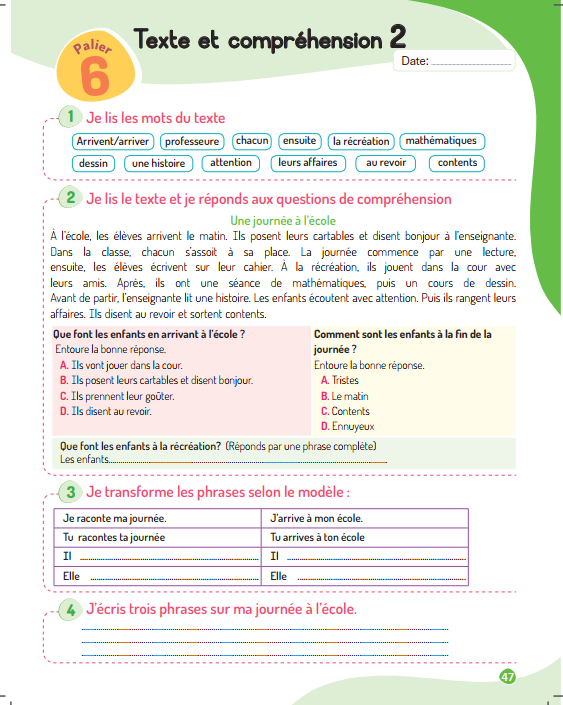 Palier
6
Texte et compréhension 2
Date: ........................
1 Je lis les mots du texte
Arrivent/arriver professeure chacun ensuite la récréation mathématiques
dessin une histoire attention leurs affaires au revoir contents
2 Je lis le texte et je réponds aux questions de compréhension
Une journée à l'école
À l'école, les élèves arrivent le matin. Ils posent leurs cartables et disent bonjour à l'enseignante.
Dans la classe, chacun s'assoit à sa place. La journée commence par une lecture,
ensuite, les élèves écrivent sur leur cahier. À la récréation, ils jouent dans la cour avec
leurs amis. Après, ils ont une séance de mathématiques, puis un cours de dessin.
Avant de partir, l'enseignante lit une histoire. Les enfants écoutent avec attention. Puis ils rangent leurs
affaires. Ils disent au revoir et sortent contents.
Que font les enfants en arrivant à l'école ?
Entoure la bonne réponse.
A. Ils vont jouer dans la cour.
B. Ils posent leurs cartables et disent bonjour.
C. Ils prennent leur goûter.
D. Ils disent au revoir.
Comment sont les enfants à la fin de la
journée ?
Entoure la bonne réponse.
A. Tristes
B. Le matin
C. Contents
D. Ennuyeux
Que font les enfants à la récréation? (Réponds par une phrase complète)
Les enfants........................
3 Je transforme les phrases selon le modèle :
Je raconte ma journée. J'arrive à mon école.
Tu racontes ta journée Tu arrives à ton école
Il ........................ Il ........................
Elle ........................ Elle ........................
4 J'écris trois phrases sur ma journée à l'école.
47